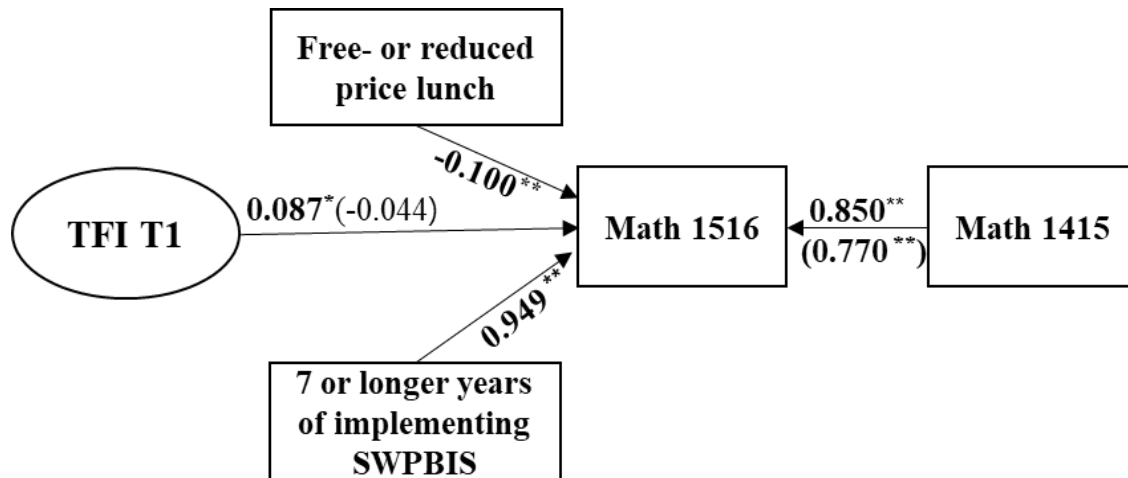 Free- or reduced
price lunch
-0.100**
TFI T1
0.087*(-0.044)
Math 1516
0.850**
(0.770**)
Math 1415
0.949**
7 or longer years
of implementing
SWPBIS